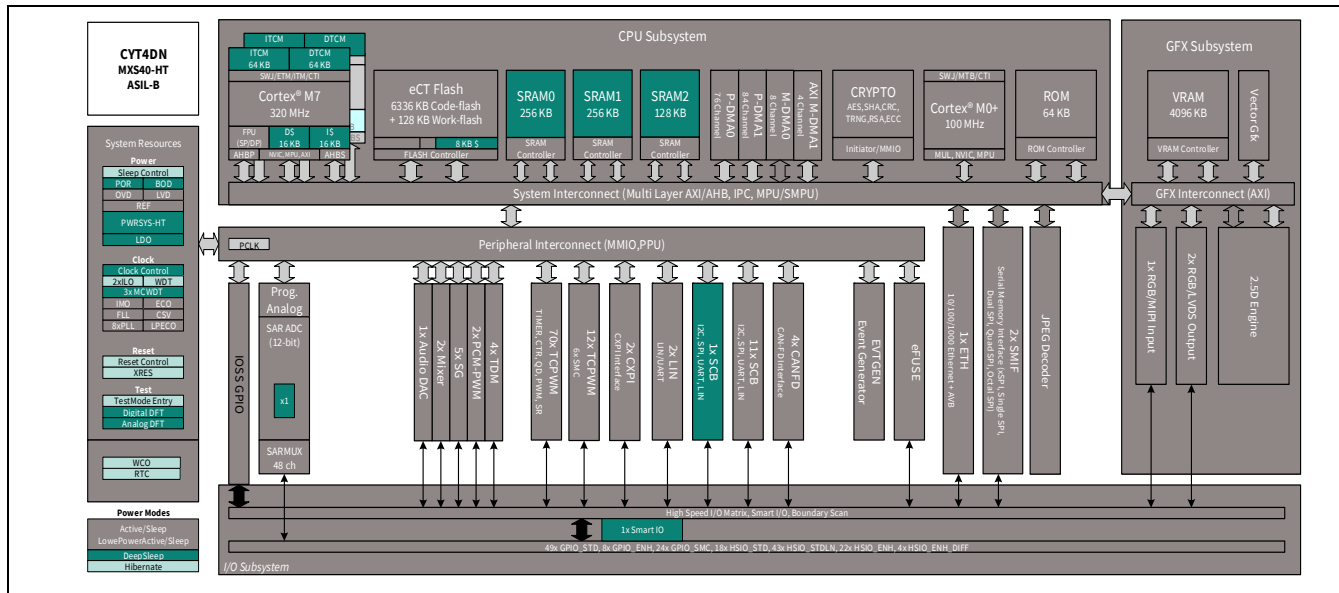 CYT4DN
MXS40-HT
ASIL-B
System Resources
Power
Sleep Control
POR BOD
OVD LVD
REF
PWRSYS-HT
LDO
Clock
Clock Control
2xILO WDT
3x MCWDT
IMO ECO
FLL CSV
8xPLL LPECO
Reset
Reset Control
XRES
Test
TestMode Entry
Digital DFT
Analog DFT
WCO
RTC
Power Modes
Active/Sleep
LowePowerActive/Sleep
DeepSleep
Hibernate
CPU Subsystem
ITCM DTCM
ITCM
64 KB
DTCM
64 KB
SWJ/ETM/ITM/CTI
Cortex® M7
320 MHz
FPU
(SP/DP)
D$
16 KB
I$
16 KB
AHBP NVIC, MPU, AXI AHBS
eCT Flash
6336 KB Code-flash
+ 128 KB Work-flash
8 KB $
FLASH Controller
SRAM0
256 KB
SRAM
Controller
SRAM1
256 KB
SRAM
Controller
SRAM2
128 KB
SRAM
Controller
P-DMA0
76 Channel
P-DMA1
84 Channel
M-DMA0
8 Channel
AXI M-DMA1
4 Channel
CRYPTO
AES,SHA,CRC,
TRNG,RSA,ECC
Initiator/MMIO
SWJ/MTB/CTI
Cortex® M0+
100 MHz
MUL, NVIC, MPU
ROM
64 KB
ROM Controller
System Interconnect (Multi Layer AXI/AHB, IPC, MPU/SMPU)
GFX Subsystem
VRAM
4096 KB
VRAM Controller
VectorGfx
GFX Interconnect (AXI)
1x RGB/MIPI Input
2x RGB/LVDS Output
2.5D Engine
PCLK
Peripheral Interconnect (MMIO,PPU)
IOSS GPIO
Prog.
Analog
SAR ADC
(12-bit)
x1
SARMUX
48 ch
1x Audio DAC
2x Mixer
5x SG
2x PCM-PWM
4x TDM
70x TCPWM
TIMER, CTR, QD, PWM, SR
12x TCPWM
6x SMC
2x CXPI
CXPI Interface
2x LIN
LIN/UART
1x SCB
I2C, SPI, UART, LIN
11x SCB
I2C, SPI, UART, LIN
4x CANFD
CAN-FD Interface
EVTGEN
Event Generator
eFUSE
1x ETH
10/100/1000 Ethernet + AVB
2x SMIF
Serial Memory Interface (xSPI, Single SPI,
Dual SPI, Quad SPI, Octal SPI)
JPEG Decoder
High Speed I/O Matrix, Smart I/O, Boundary Scan
1x Smart IO
49x GPIO_STD, 8x GPIO_ENH, 24x GPIO_SMC, 18x HSIO_STD, 43x HSIO_STDLN, 22x HSIO_ENH, 4x HSIO_ENH_DIFF
I/O Subsystem